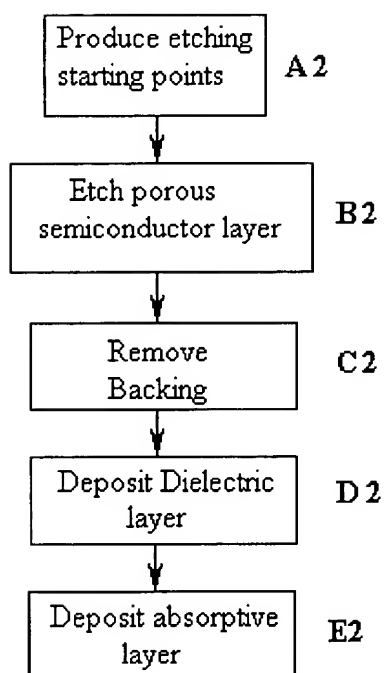 Produce etching
starting points
A2
Etch porous
semiconductor layer
B2
Remove
Backing
C2
Deposit Dielectric
layer
D2
Deposit absorptive
layer
E2